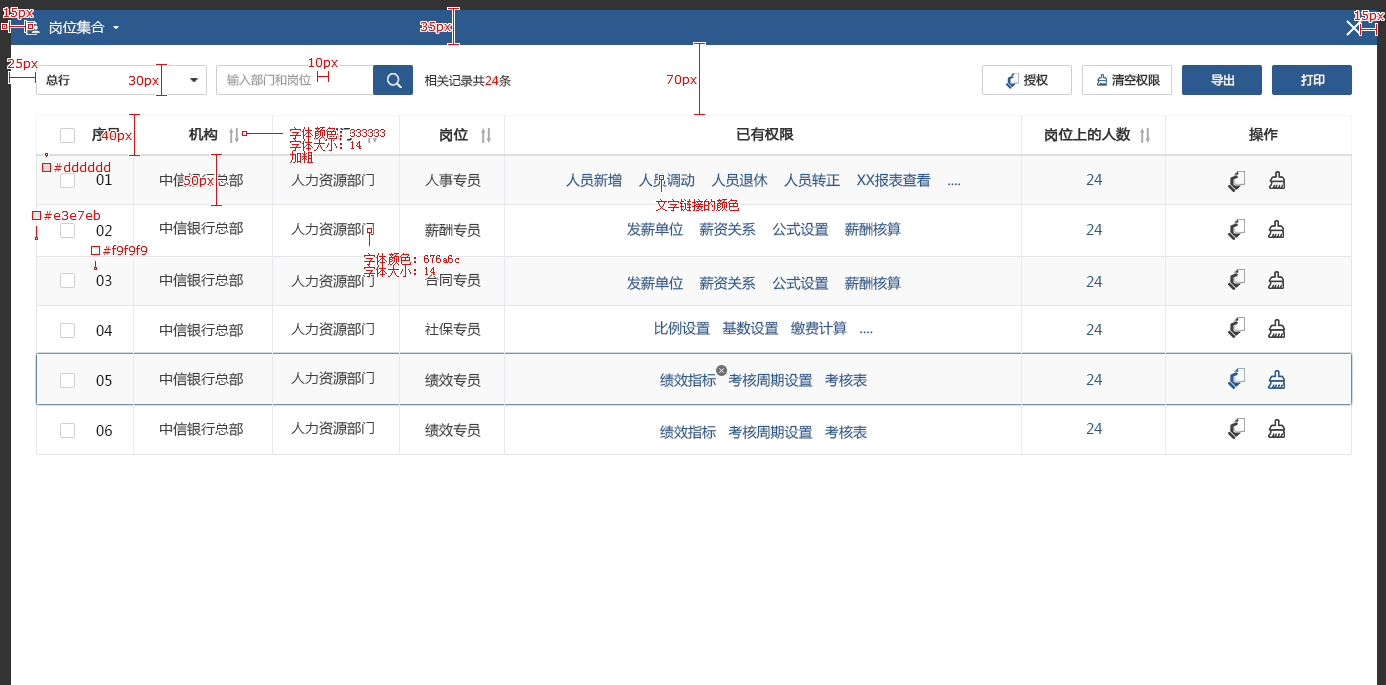 15px
岗位集合
35px
15px
25px
总行
30px
输入部门和岗位
10px
相关记录共24条
70px
授权
清空权限
导出
打印
40px
机构
岗位
已有权限
岗位上的人数
操作
字体颜色: 333333
字体大小: 14
加粗
#dddddd
01
中信银行总部
50px
人力资源部门
人事专员
人员新增 人员调动 人员退休 人员转正 XX报表查看 ....
24
文字链接的颜色
#e3e7eb
02
中信银行总部
人力资源部门
薪酬专员
发薪单位 薪资关系 公式设置 薪酬核算
24
#f9f9f9
字体颜色: 676a6c
字体大小: 14
03
中信银行总部
人力资源部门
合同专员
发薪单位 薪资关系 公式设置 薪酬核算
24
04
中信银行总部
人力资源部门
社保专员
比例设置 基数设置 缴费计算 ....
24
05
中信银行总部
人力资源部门
绩效专员
绩效指标 考核周期设置 考核表
24
06
中信银行总部
人力资源部门
绩效专员
绩效指标 考核周期设置 考核表
24